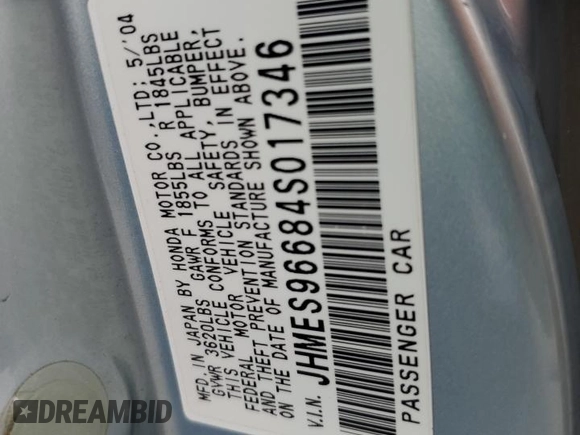 MFD. IN JAPAN BY HONDA MOTOR CO.,LTD; 5/'04
GVWR 3620LBS GAWR F 1855LBS R 1845LBS
THIS VEHICLE CONFORMS TO ALL APPLICABLE
FEDERAL MOTOR VEHICLE SAFETY, BUMPER,
AND THEFT PREVENTION STANDARDS IN EFFECT
ON THE DATE OF MANUFACTURE SHOWN ABOVE.
V.I.N. JHMES96684S017346
PASSENGER CAR
DREAMBID